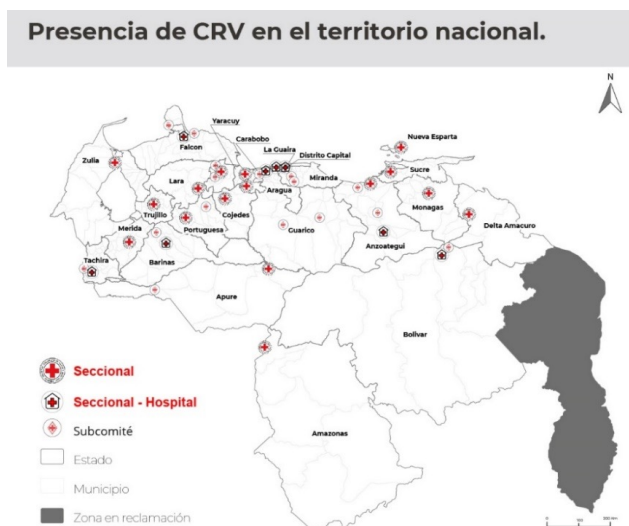 Presencia de CRV en el territorio nacional.
N
Yaracuy
Carabobo
Falcon
La Guaira
Nueva Esparta
Distrito Capital
Zulia
Miranda
Sucre
Lara
Aragua
Monagas
Trujillo
Cojedes
Delta Amacuro
Merida
Portuguesa
Guarico
Anzoategui
Tachira
Barinas
Apure
Bolivar
Seccional
Seccional - Hospital
Subcomité
Amazonas
Estado
Municipio
Zona en reclamación